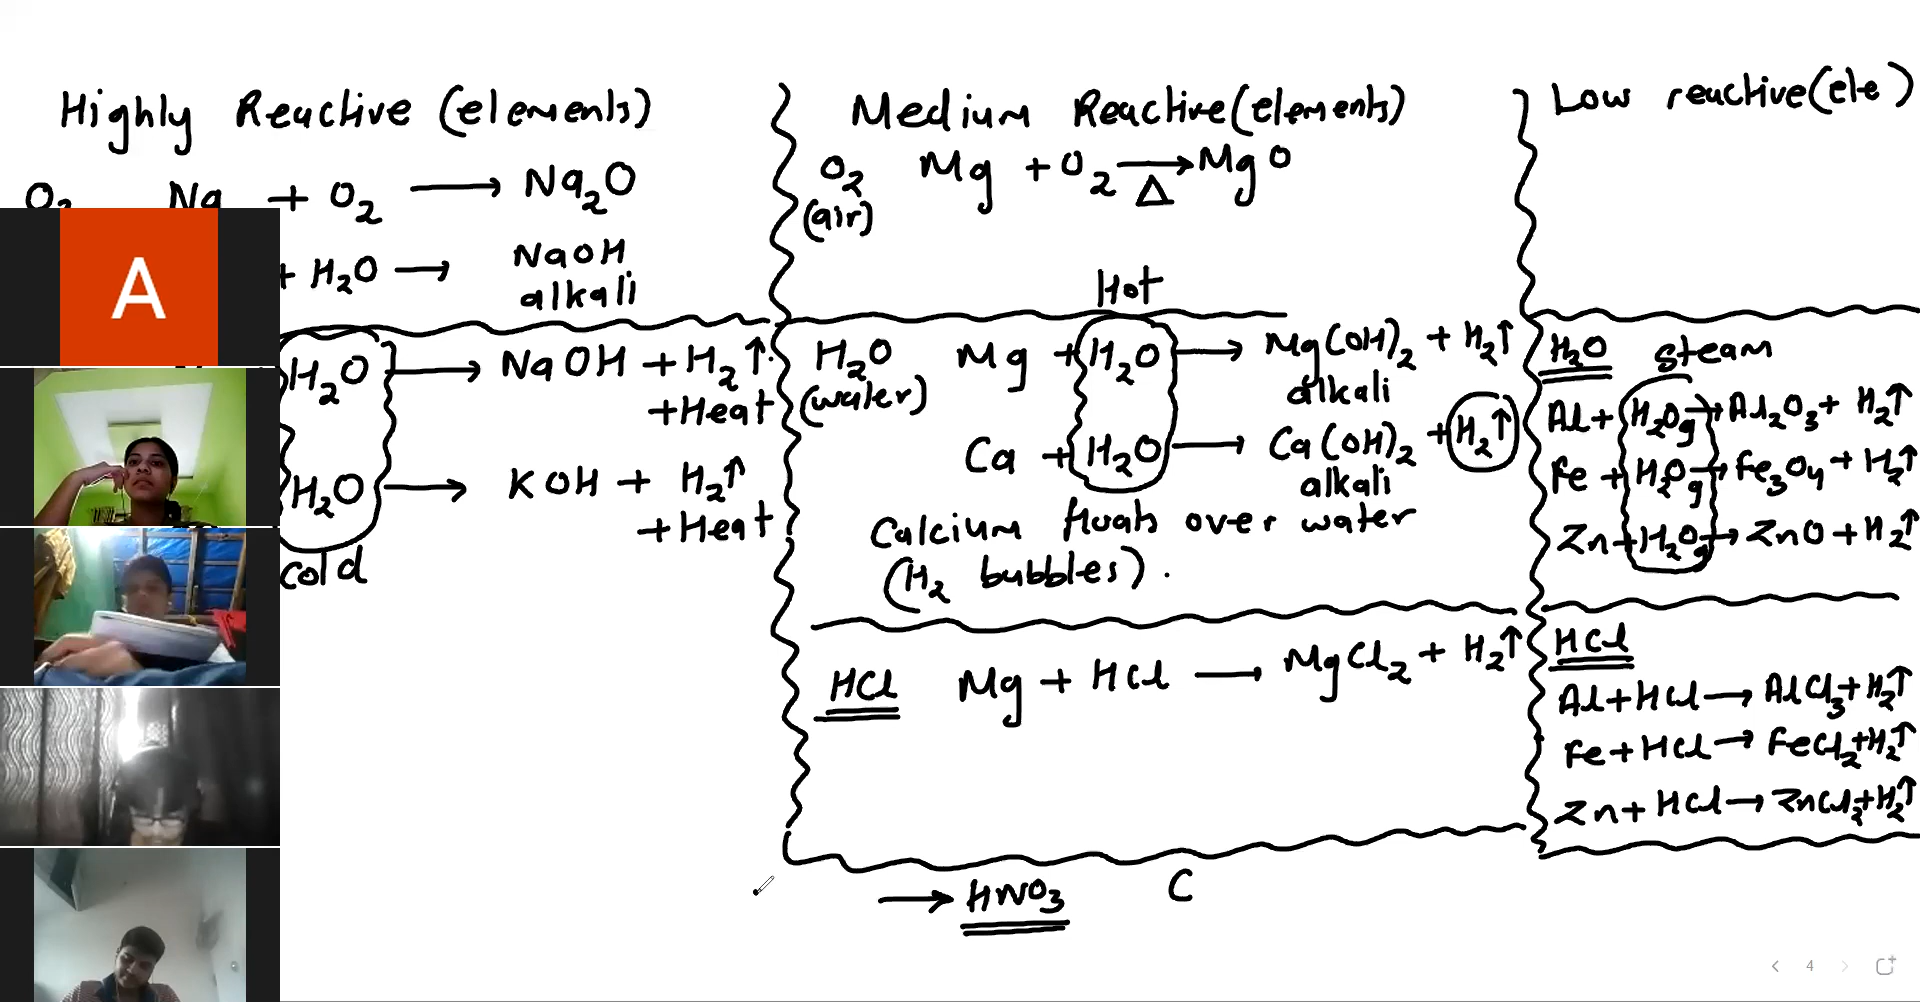 Highly Reactive (elements)
O₂ Na + O₂ → Na₂O
+ H₂O → NaOH
alkali
H₂O → NaOH + H₂↑
+Heat
H₂O → KOH + H₂↑
+Heat
cold
Medium Reactive (elements)
O₂ Mg + O₂ →Δ MgO
(air)
Hot
H₂O Mg + H₂O → Mg(OH)₂ + H₂↑
(water) alkali
Ca + H₂O → Ca(OH)₂ + H₂↑
alkali
Calcium floats over water
(H₂ bubbles).
HCl Mg + HCl → MgCl₂ + H₂↑
→ HNO₃ C
Low reactive (ele)
H₂O steam
Al + H₂Og → Al₂O₃ + H₂↑
Fe + H₂Og → Fe₃O₄ + H₂↑
Zn + H₂Og → ZnO + H₂↑
HCl
Al + HCl → AlCl₃ + H₂↑
Fe + HCl → FeCl₂ + H₂↑
Zn + HCl → ZnCl₂ + H₂↑
A
4